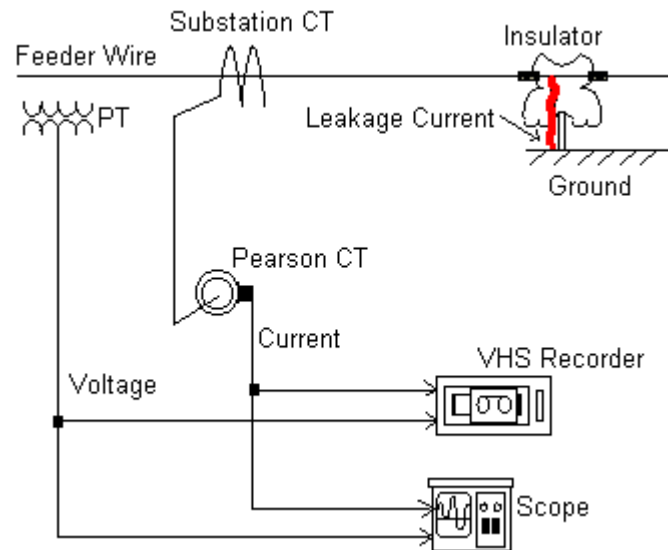 Substation CT
Feeder Wire
Insulator
PT
Leakage Current
Ground
Pearson CT
Current
VHS Recorder
Voltage
Scope